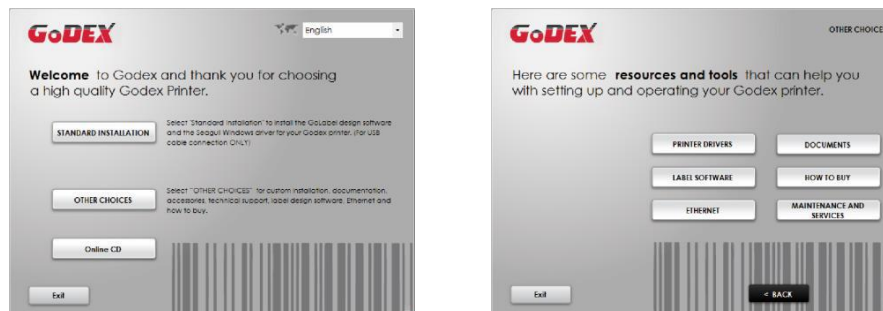 GoDEX
English
Welcome to Godex and thank you for choosing
a high quality Godex Printer.
STANDARD INSTALLATION
Select "Standard Installation" to install the GoLabel design software
and the Seagull Windows driver for your Godex printer. (For USB
cable connection ONLY)
OTHER CHOICES
Select "OTHER CHOICES" for custom installation, documentation,
accessories, technical support, label design software, Ethernet and
how to buy.
Online CD
Exit
GoDEX
OTHER CHOICE
Here are some resources and tools that can help you
with setting up and operating your Godex printer.
PRINTER DRIVERS
DOCUMENTS
LABEL SOFTWARE
HOW TO BUY
ETHERNET
MAINTENANCE AND
SERVICES
Exit
< BACK